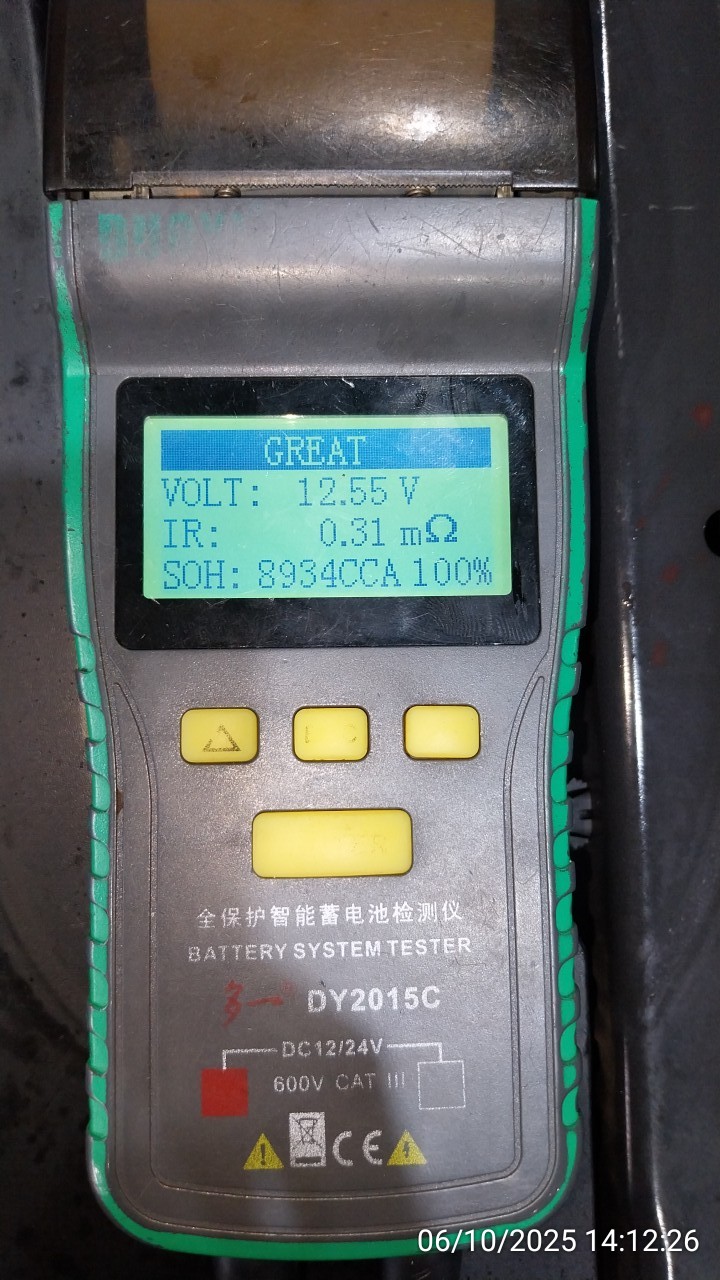 GREAT
VOLT: 12.55 V
IR: 0.31 mΩ
SOH: 8934CCA 100%
全保护智能蓄电池检测仪
BATTERY SYSTEM TESTER
多一 DY2015C
DC12/24V
600V CAT III
CE
06/10/2025 14:12:26